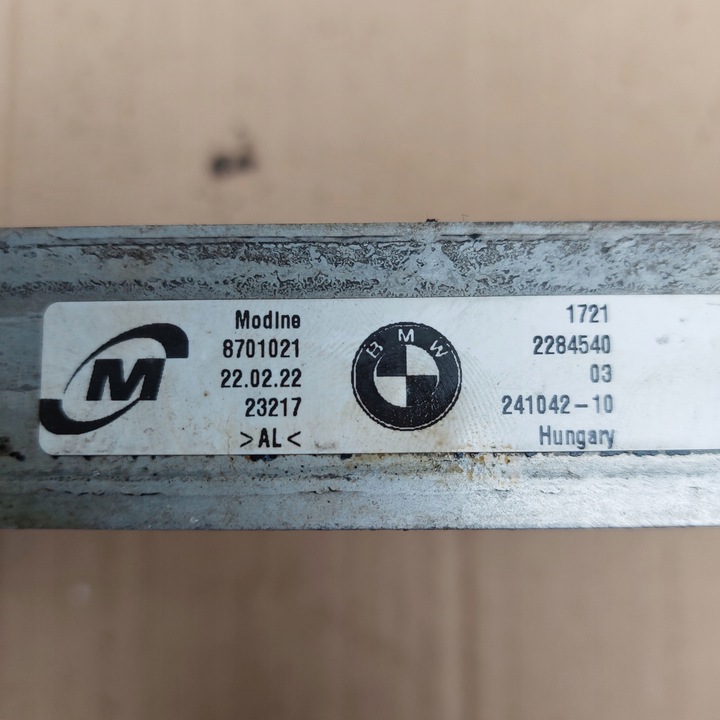 M
Modine
8701021
22.02.22
23217
>AL<
BMW
1721
2284540
03
241042-10
Hungary